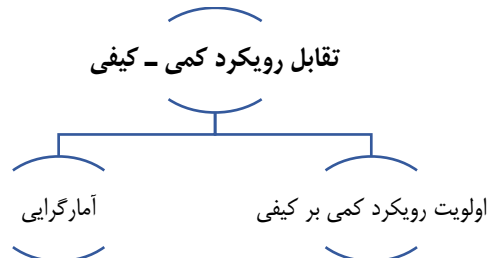 تقابل رویکرد کمی ـ کیفی
اولویت رویکرد کمی بر کیفی
آمارگرایی